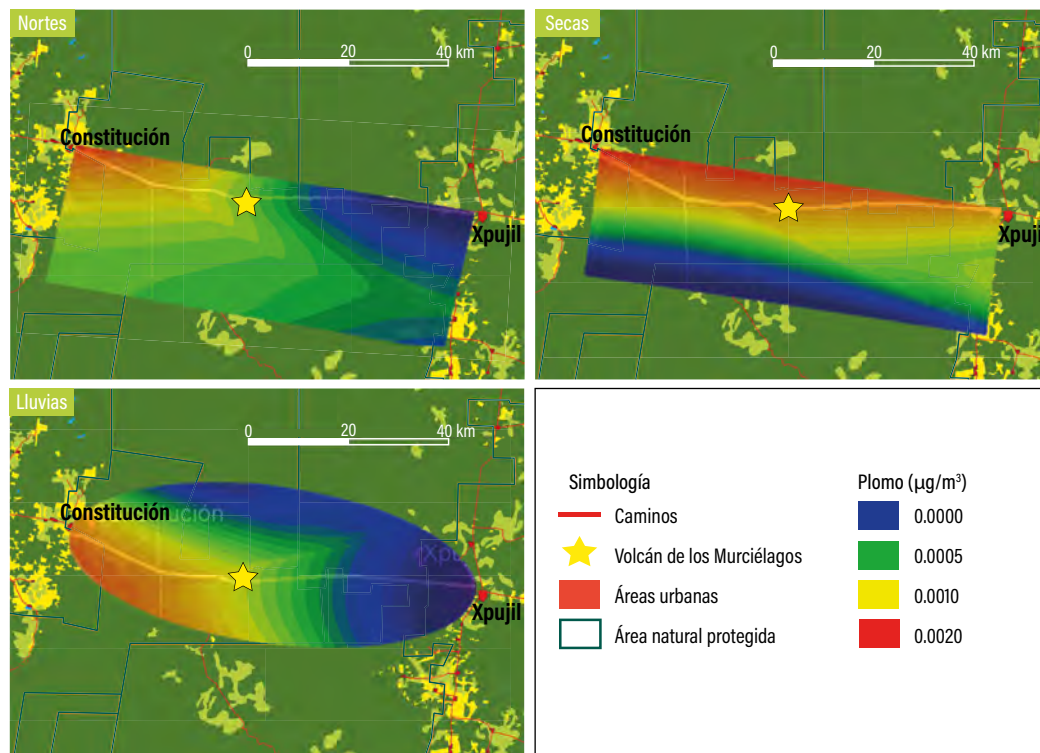 Nortes
0 20 40 km
Constitución
Xpujil
Secas
0 20 40 km
Constitución
Xpujil
Lluvias
0 20 40 km
Constitución
Xpujil
Simbología
Caminos
Volcán de los Murciélagos
Áreas urbanas
Área natural protegida
Plomo (µg/m³)
0.0000
0.0005
0.0010
0.0020